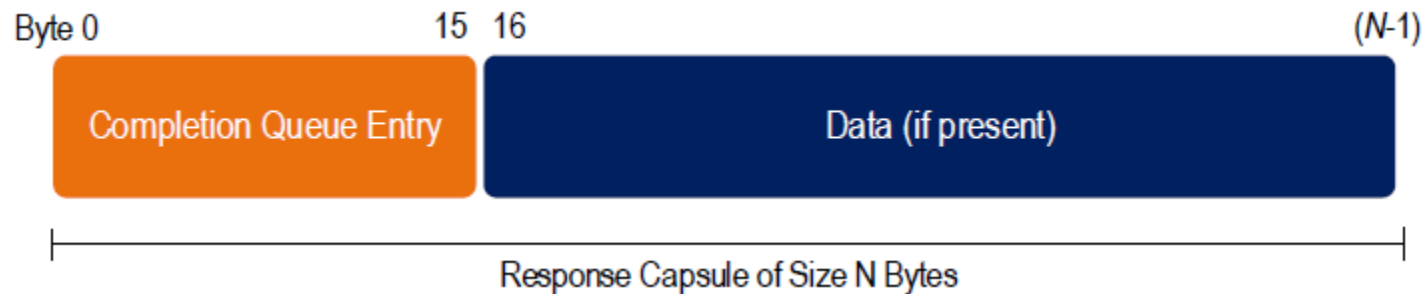 Byte 0 15 16 (N-1)
Completion Queue Entry Data (if present)
Response Capsule of Size N Bytes